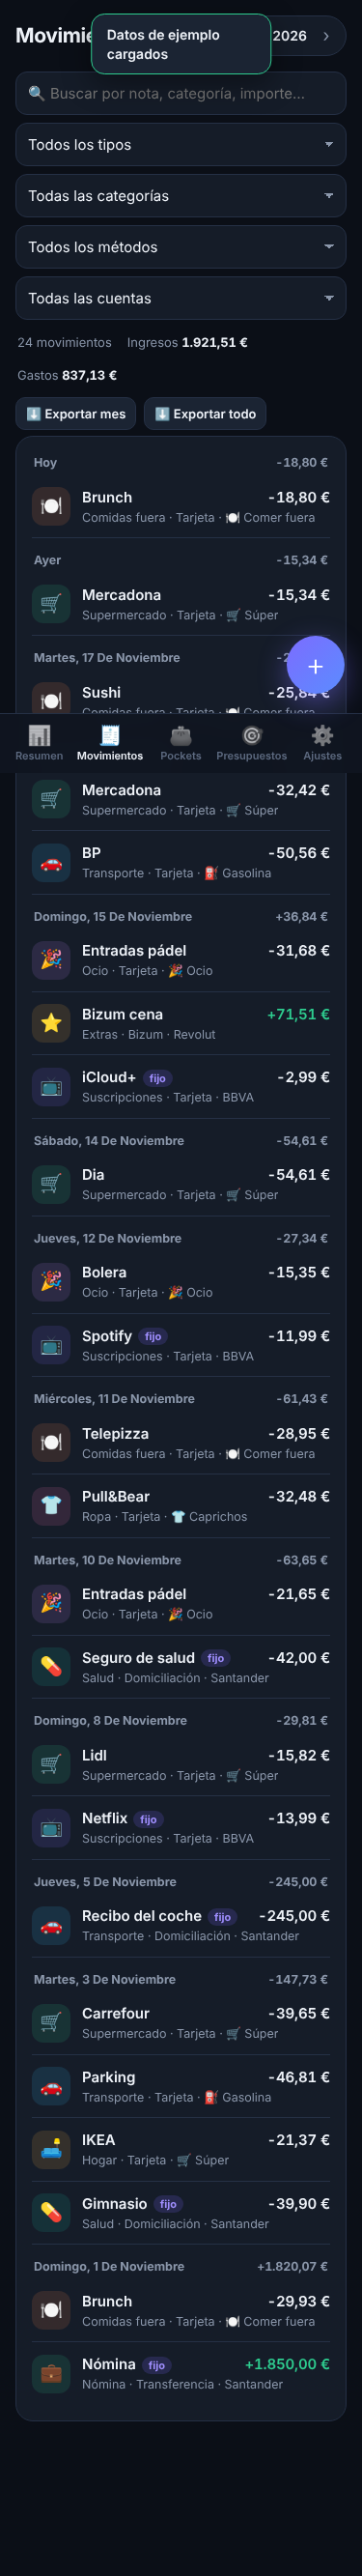 Movimie
Datos de ejemplo
cargados
2026 ›
🔍 Buscar por nota, categoría, importe...
Todos los tipos
Todas las categorías
Todos los métodos
Todas las cuentas
24 movimientos Ingresos 1.921,51 €
Gastos 837,13 €
⬇️ Exportar mes ⬇️ Exportar todo
Hoy -18,80 €
Brunch -18,80 €
Comidas fuera · Tarjeta · 🍽️ Comer fuera
Ayer -15,34 €
Mercadona -15,34 €
Supermercado · Tarjeta · 🛒 Súper
Martes, 17 De Noviembre
+
Sushi -25,84 €
Comidas fuera · Tarjeta · 🍽️ Comer fuera
Resumen Movimientos Pockets Presupuestos Ajustes
Mercadona -32,42 €
Supermercado · Tarjeta · 🛒 Súper
BP -50,56 €
Transporte · Tarjeta · ⛽ Gasolina
Domingo, 15 De Noviembre +36,84 €
Entradas pádel -31,68 €
Ocio · Tarjeta · 🎉 Ocio
Bizum cena +71,51 €
Extras · Bizum · Revolut
iCloud+ fijo -2,99 €
Suscripciones · Tarjeta · BBVA
Sábado, 14 De Noviembre -54,61 €
Dia -54,61 €
Supermercado · Tarjeta · 🛒 Súper
Jueves, 12 De Noviembre -27,34 €
Bolera -15,35 €
Ocio · Tarjeta · 🎉 Ocio
Spotify fijo -11,99 €
Suscripciones · Tarjeta · BBVA
Miércoles, 11 De Noviembre -61,43 €
Telepizza -28,95 €
Comidas fuera · Tarjeta · 🍽️ Comer fuera
Pull&Bear -32,48 €
Ropa · Tarjeta · 👕 Caprichos
Martes, 10 De Noviembre -63,65 €
Entradas pádel -21,65 €
Ocio · Tarjeta · 🎉 Ocio
Seguro de salud fijo -42,00 €
Salud · Domiciliación · Santander
Domingo, 8 De Noviembre -29,81 €
Lidl -15,82 €
Supermercado · Tarjeta · 🛒 Súper
Netflix fijo -13,99 €
Suscripciones · Tarjeta · BBVA
Jueves, 5 De Noviembre -245,00 €
Recibo del coche fijo -245,00 €
Transporte · Domiciliación · Santander
Martes, 3 De Noviembre -147,73 €
Carrefour -39,65 €
Supermercado · Tarjeta · 🛒 Súper
Parking -46,81 €
Transporte · Tarjeta · ⛽ Gasolina
IKEA -21,37 €
Hogar · Tarjeta · 🛒 Súper
Gimnasio fijo -39,90 €
Salud · Domiciliación · Santander
Domingo, 1 De Noviembre +1.820,07 €
Brunch -29,93 €
Comidas fuera · Tarjeta · 🍽️ Comer fuera
Nómina fijo +1.850,00 €
Nómina · Transferencia · Santander